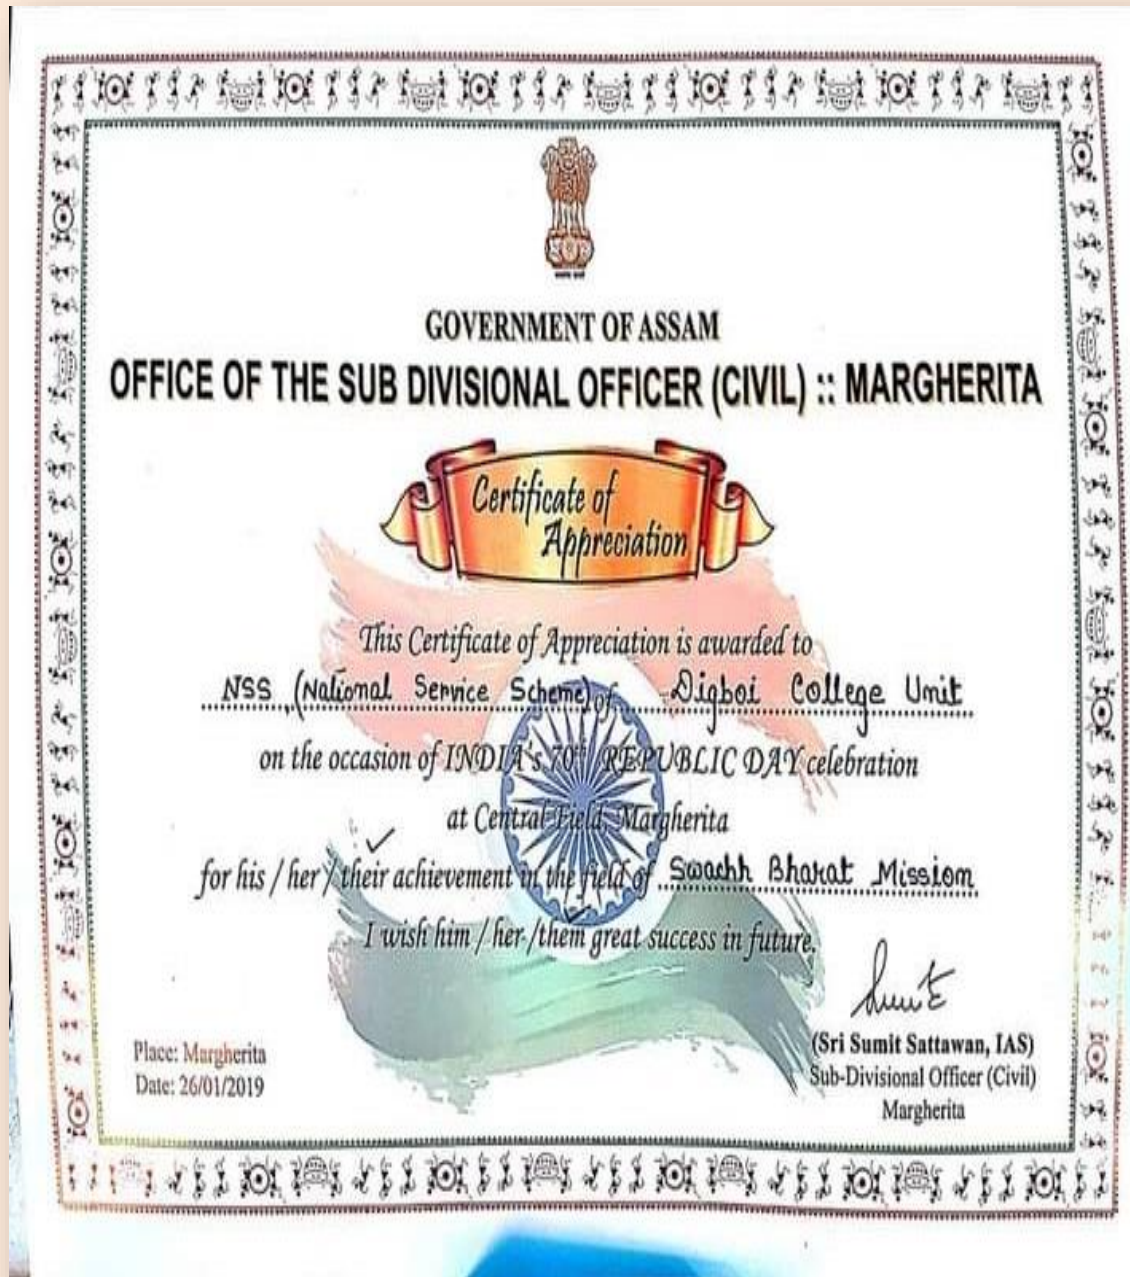 GOVERNMENT OF ASSAM
OFFICE OF THE SUB DIVISIONAL OFFICER (CIVIL) :: MARGHERITA
Certificate of
Appreciation
This Certificate of Appreciation is awarded to
NSS (National Service Scheme) of Digboi College Unit
on the occasion of INDIA's 70th REPUBLIC DAY celebration
at Central Field, Margherita
for his / her / their achievement in the field of Swachh Bharat Mission
I wish him / her / them great success in future.
(Sri Sumit Sattawan, IAS)
Sub-Divisional Officer (Civil)
Margherita
Place: Margherita
Date: 26/01/2019